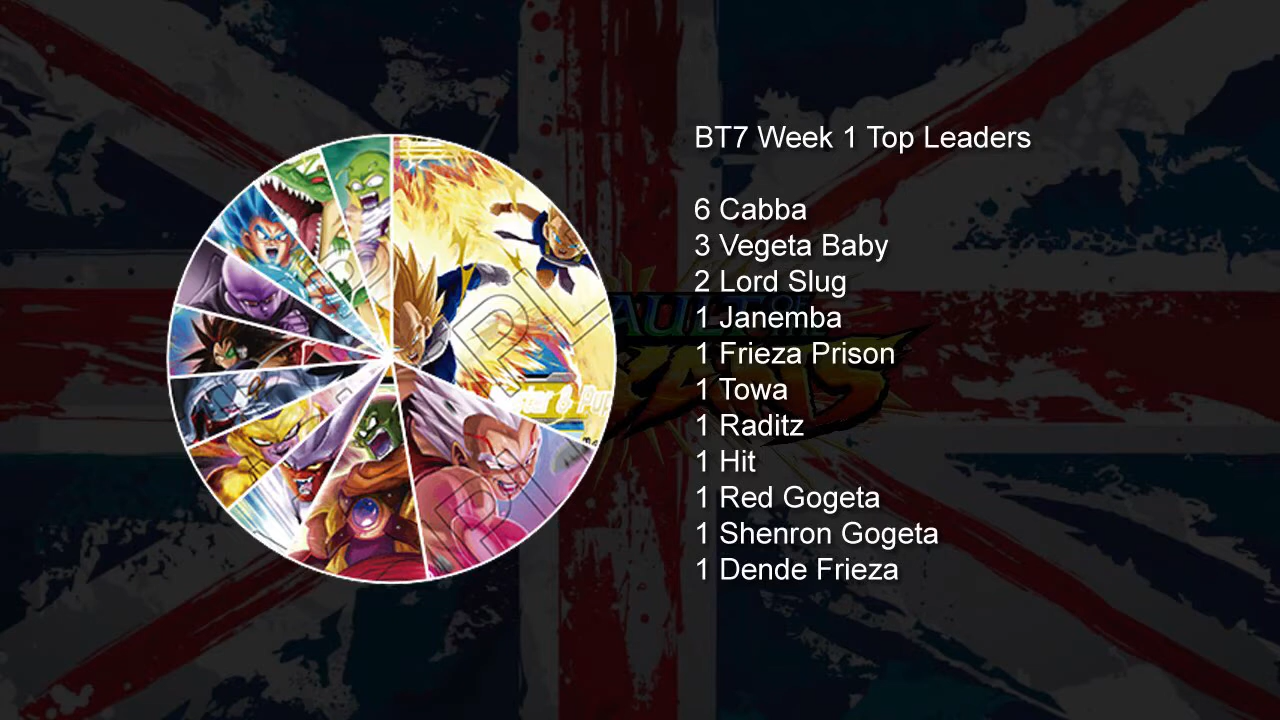 BT7 Week 1 Top Leaders
6 Cabba
3 Vegeta Baby
2 Lord Slug
1 Janemba
1 Frieza Prison
1 Towa
1 Raditz
1 Hit
1 Red Gogeta
1 Shenron Gogeta
1 Dende Frieza